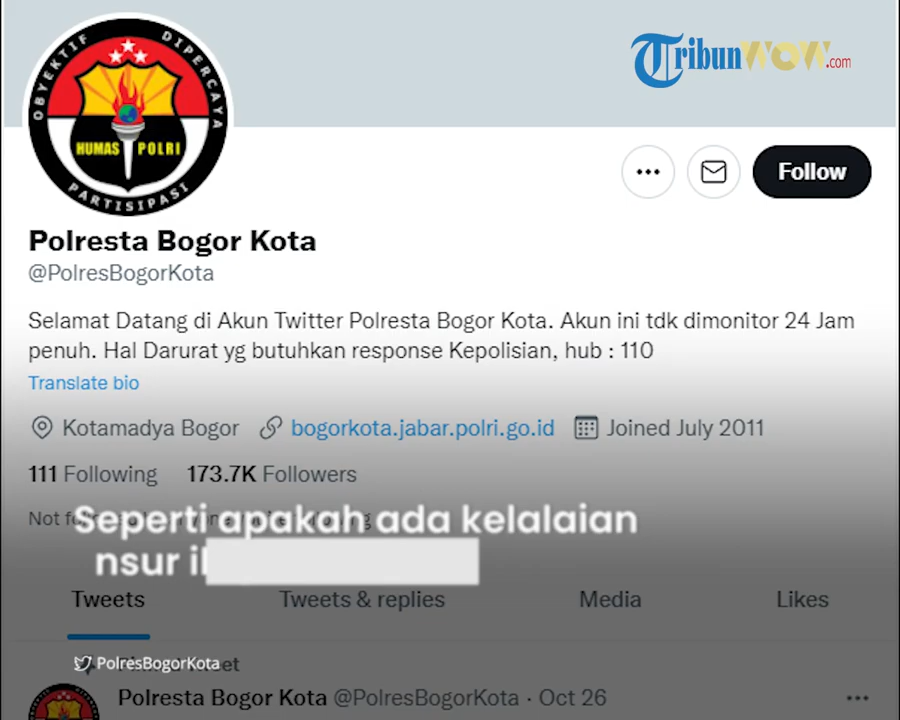 TribunWOW.com
OBYEKTIF DIPERCAYA
HUMAS POLRI
PARTISIPASI
Follow
Polresta Bogor Kota
@PolresBogorKota
Selamat Datang di Akun Twitter Polresta Bogor Kota. Akun ini tdk dimonitor 24 Jam
penuh. Hal Darurat yg butuhkan response Kepolisian, hub : 110
Translate bio
Kotamadya Bogor bogorkota.jabar.polri.go.id Joined July 2011
111 Following 173.7K Followers
Not
Seperti apakah ada kelalaian
nsur
Tweets Tweets & replies Media Likes
PolresBogorKota
Polresta Bogor Kota @PolresBogorKota · Oct 26